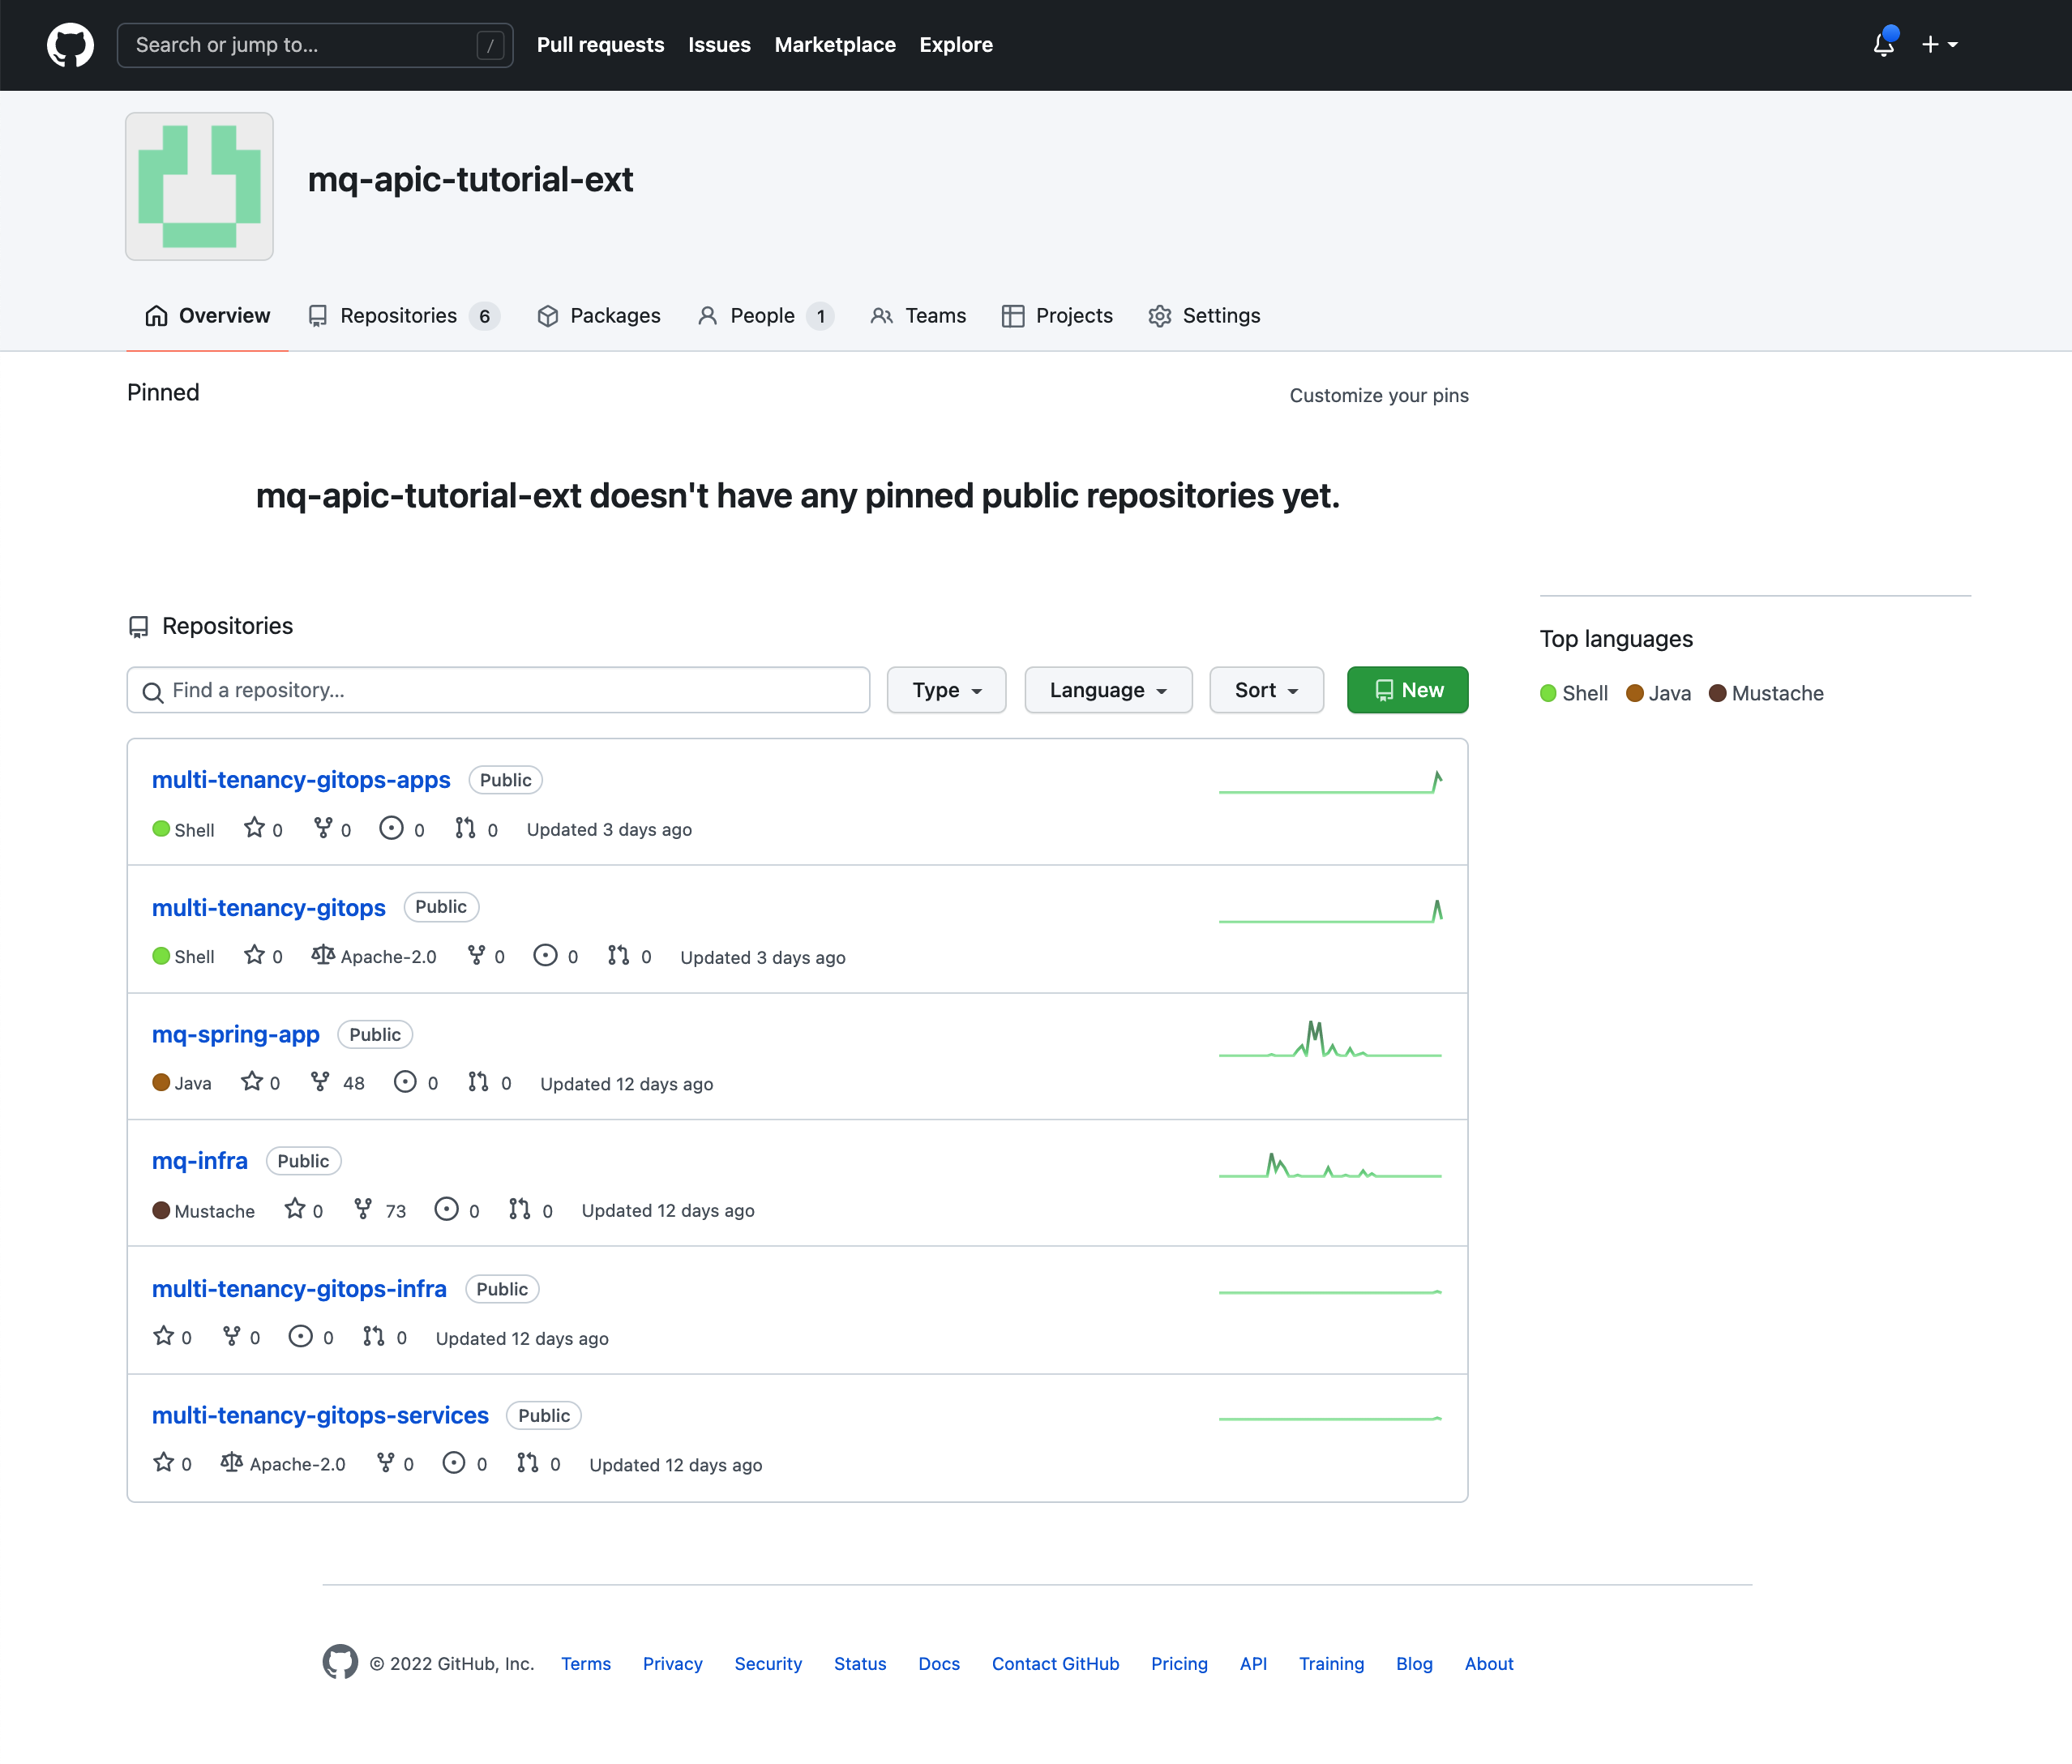 Search or jump to... / Pull requests Issues Marketplace Explore
mq-apic-tutorial-ext
Overview Repositories 6 Packages People 1 Teams Projects Settings
Pinned Customize your pins
mq-apic-tutorial-ext doesn't have any pinned public repositories yet.
Repositories
Find a repository... Type Language Sort New
multi-tenancy-gitops-apps Public
Shell 0 0 0 0 Updated 3 days ago
multi-tenancy-gitops Public
Shell 0 Apache-2.0 0 0 0 Updated 3 days ago
mq-spring-app Public
Java 0 48 0 0 Updated 12 days ago
mq-infra Public
Mustache 0 73 0 0 Updated 12 days ago
multi-tenancy-gitops-infra Public
0 0 0 0 Updated 12 days ago
multi-tenancy-gitops-services Public
0 Apache-2.0 0 0 0 Updated 12 days ago
Top languages
Shell Java Mustache
© 2022 GitHub, Inc. Terms Privacy Security Status Docs Contact GitHub Pricing API Training Blog About